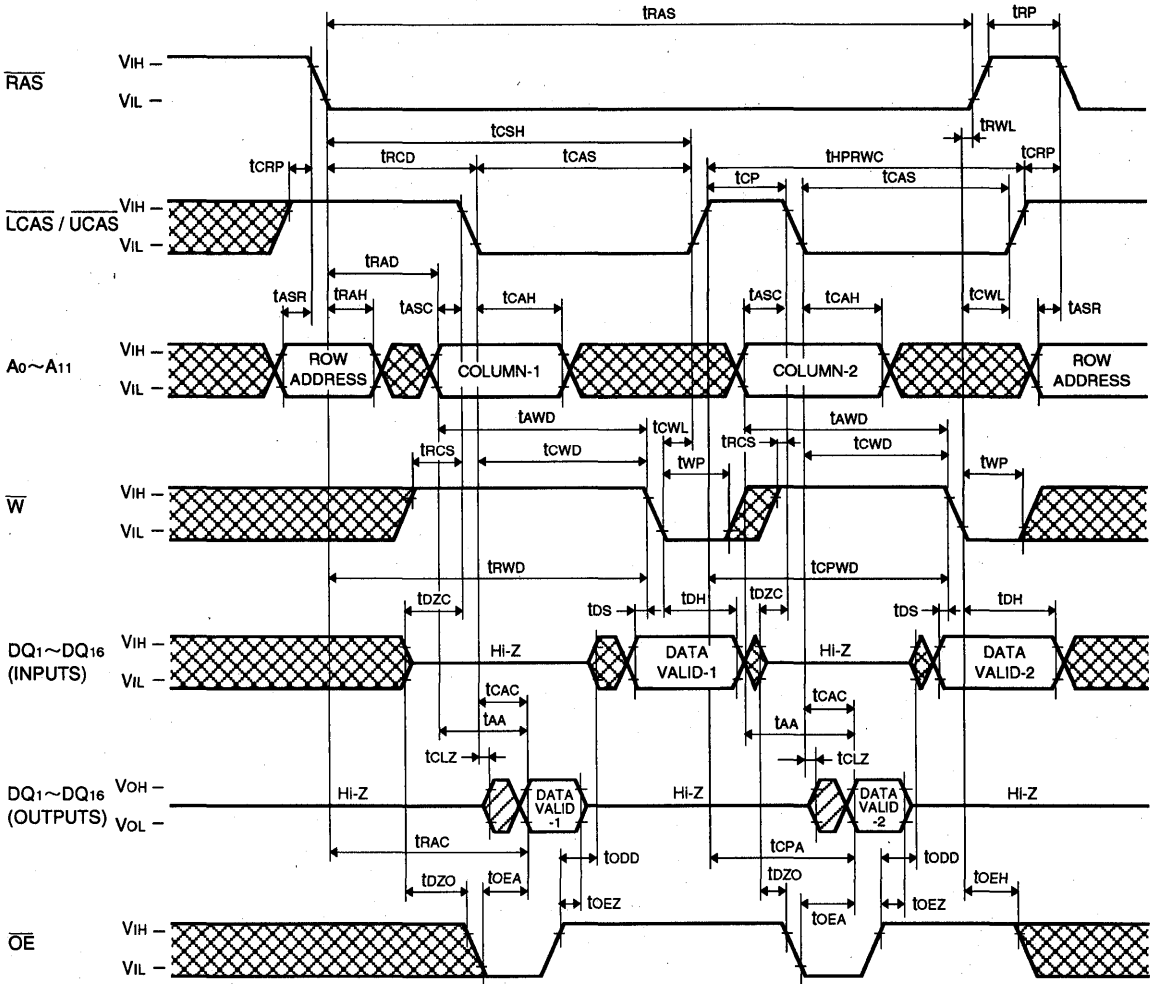 tRAS tRP
RAS VIH
VIL
tRWL
tCSH
tCRP tRCD tCAS tHPRWC tCRP
tCP tCAS
LCAS / UCAS VIH
VIL
tRAD
tASR tRAH tASC tCAH tASC tCAH tCWL tASR
A0~A11 VIH
VIL
ROW ADDRESS COLUMN-1 COLUMN-2 ROW ADDRESS
tAWD tCWL tAWD
tRCS tCWD tRCS tCWD
tWP tWP
W VIH
VIL
tRWD tCPWD
tDZC tDS tDH tDZC tDS tDH
DQ1~DQ16 (INPUTS) VIH
VIL
Hi-Z DATA VALID-1 Hi-Z DATA VALID-2
tCAC tCAC
tAA tAA
tCLZ tCLZ
DQ1~DQ16 (OUTPUTS) VOH
VOL
Hi-Z DATA VALID -1 Hi-Z DATA VALID -2 Hi-Z
tRAC tODD tCPA tODD
tDZO tOEA tOEZ tDZO tOEA tOEZ tOEH
OE VIH
VIL